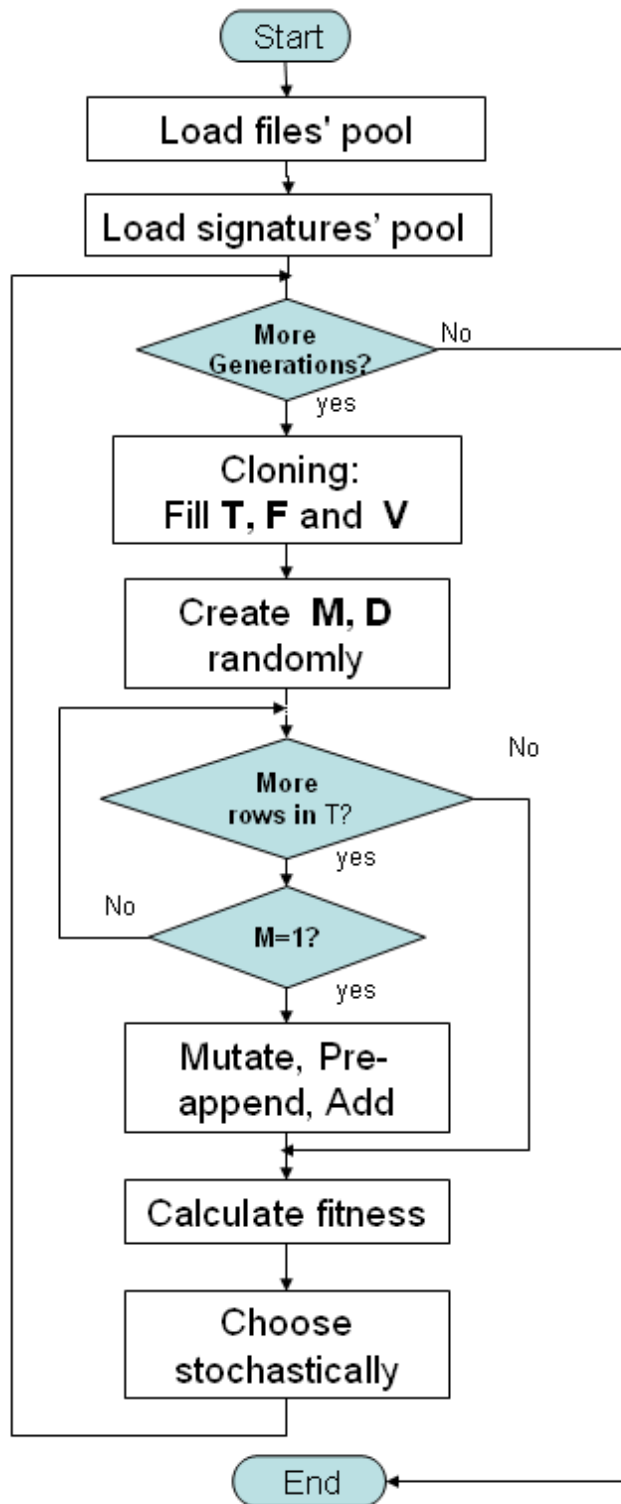 Start
Load files' pool
Load signatures’ pool
More
Generations?
No
yes
Cloning:
Fill T, F and V
Create M, D
randomly
No
More
rows in T?
yes
No
M=1?
yes
Mutate, Pre-
append, Add
Calculate fitness
Choose
stochastically
End